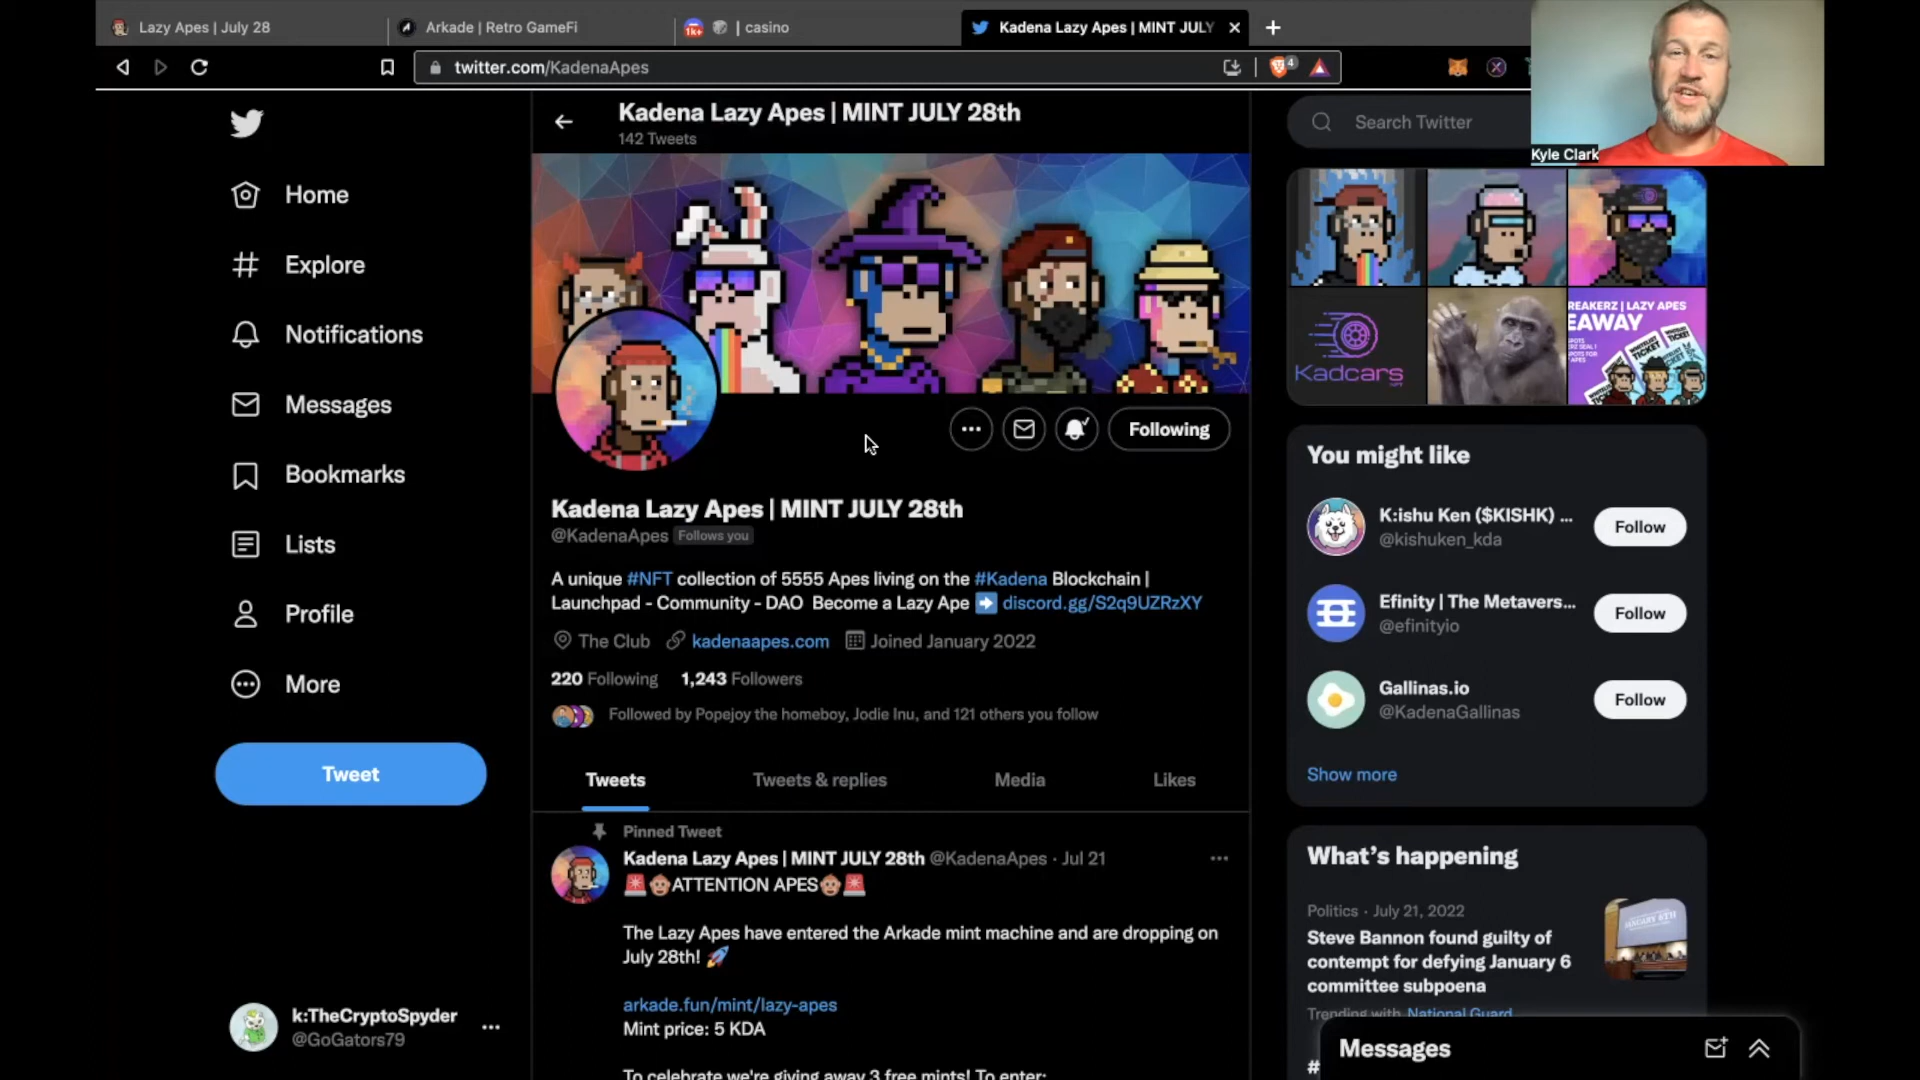 Lazy Apes | July 28
Arkade | Retro GameFi
1k+
| casino
Kadena Lazy Apes | MINT JULY
twitter.com/KadenaApes
4
Kyle Clark
Kadena Lazy Apes | MINT JULY 28th
142 Tweets
Search Twitter
Home
Explore
Notifications
Messages
Bookmarks
Lists
Profile
More
Tweet
k:TheCryptoSpyder
@GoGators79
Following
Kadena Lazy Apes | MINT JULY 28th
@KadenaApes Follows you
A unique #NFT collection of 5555 Apes living on the #Kadena Blockchain |
Launchpad - Community - DAO Become a Lazy Ape ➡️ discord.gg/S2q9UZRzXY
The Club kadenaapes.com Joined January 2022
220 Following 1,243 Followers
Followed by Popejoy the homeboy, Jodie Inu, and 121 others you follow
Tweets Tweets & replies Media Likes
Pinned Tweet
Kadena Lazy Apes | MINT JULY 28th @KadenaApes · Jul 21
🚨🐵ATTENTION APES🐵🚨
The Lazy Apes have entered the Arkade mint machine and are dropping on
July 28th! 🚀
arkade.fun/mint/lazy-apes
Mint price: 5 KDA
To celebrate we're giving away 3 free mints! To enter:
Kadcars
REAKERZ | LAZY APES
EAWAY
WHITELIST
TICKET
You might like
K:ishu Ken ($KISHK) ...
@kishuken_kda
Follow
Efinity | The Metavers...
@efinityio
Follow
Gallinas.io
@KadenaGallinas
Follow
Show more
What's happening
Politics · July 21, 2022
Steve Bannon found guilty of
contempt for defying January 6
committee subpoena
Trending with National Guard
JANUARY 6TH
#
Messages